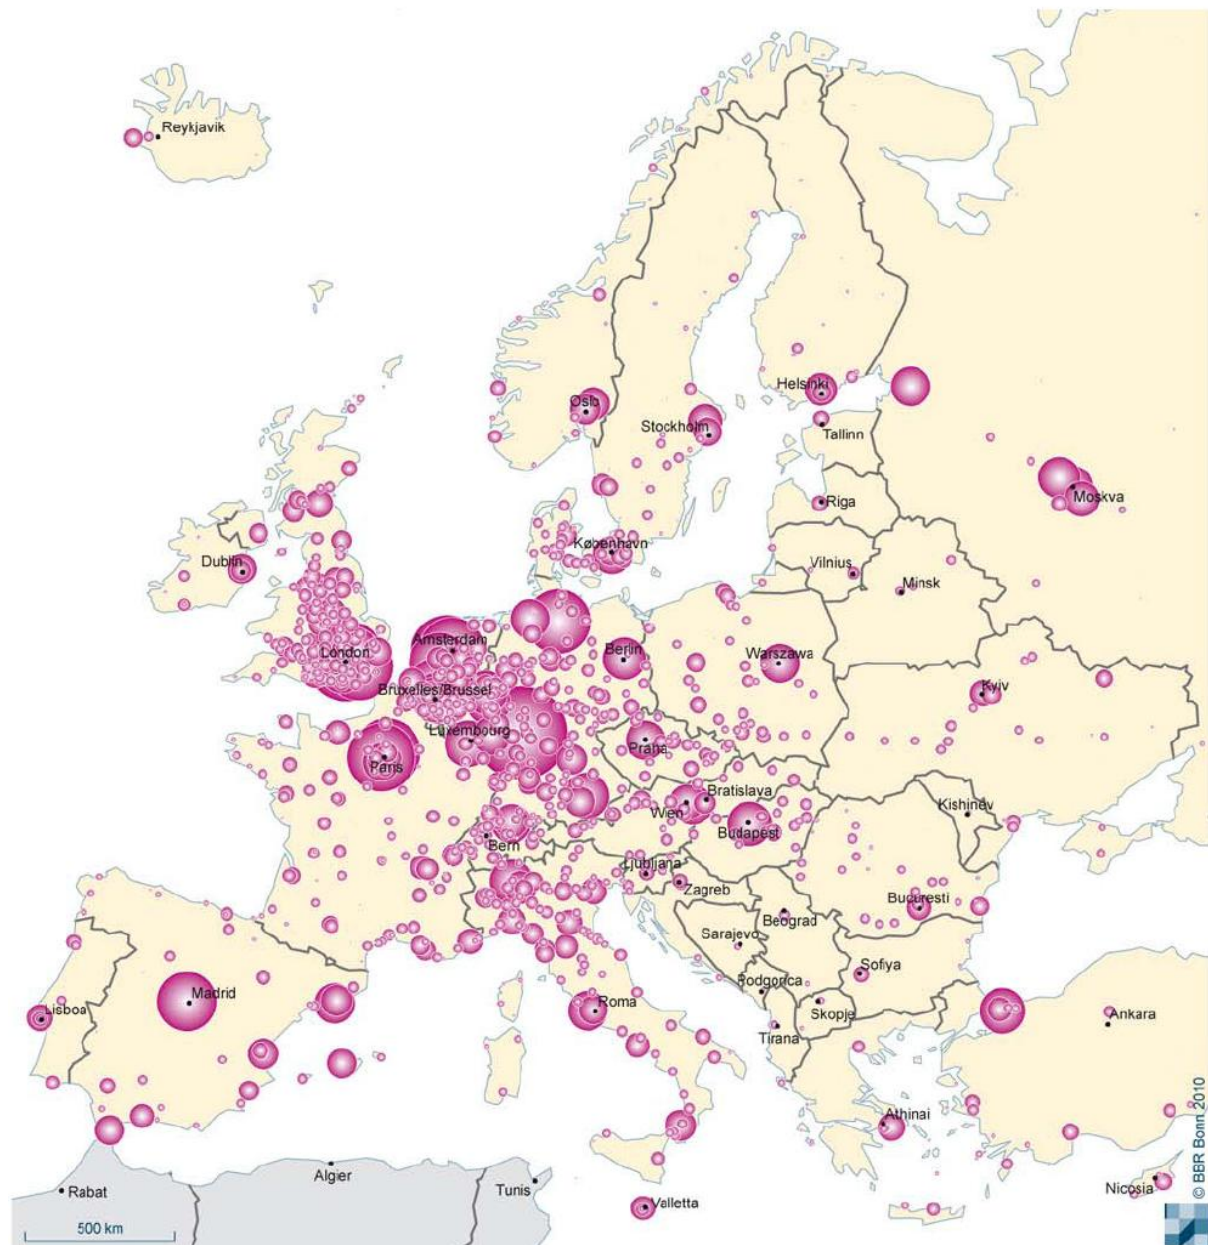 Reykjavik
Helsinki
Oslo
Stockholm
Tallinn
Moskva
Riga
København
Dublin
Vilnius
Minsk
Amsterdam
London
Berlin
Warszawa
Kyiv
Bruxelles/Brussel
Luxembourg
Praha
Paris
Bratislava
Wien
Kishinev
Budapest
Bern
Ljubljana
Zagreb
Bucuresti
Beograd
Sarajevo
Sofiya
Podgorica
Madrid
Roma
Skopje
Lisboa
Ankara
Tirana
Athinai
Algier
Tunis
Rabat
Nicosia
Valletta
500 km
© BBR Bonn 2010